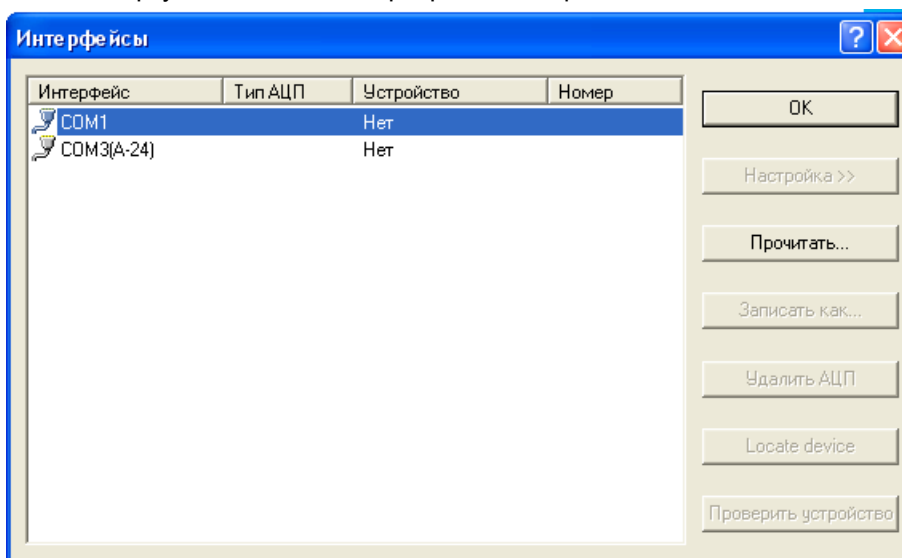 Интерфейсы
Интерфейс Тип АЦП Устройство Номер
COM1 Нет
COM3(A-24) Нет
OK
Настройка >>
Прочитать...
Записать как...
Удалить АЦП
Locate device
Проверить устройство